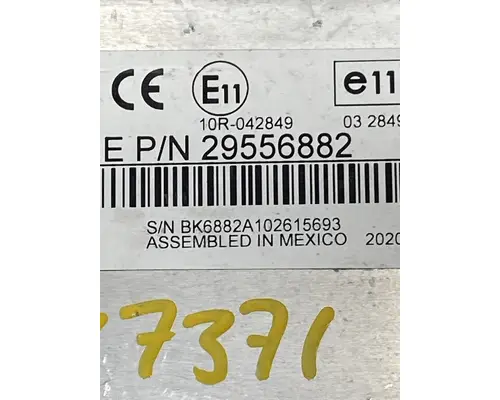 CE E11 e11
10R-042849 03 2849
E P/N 29556882
S/N BK6882A102615693
ASSEMBLED IN MEXICO 2020
7371